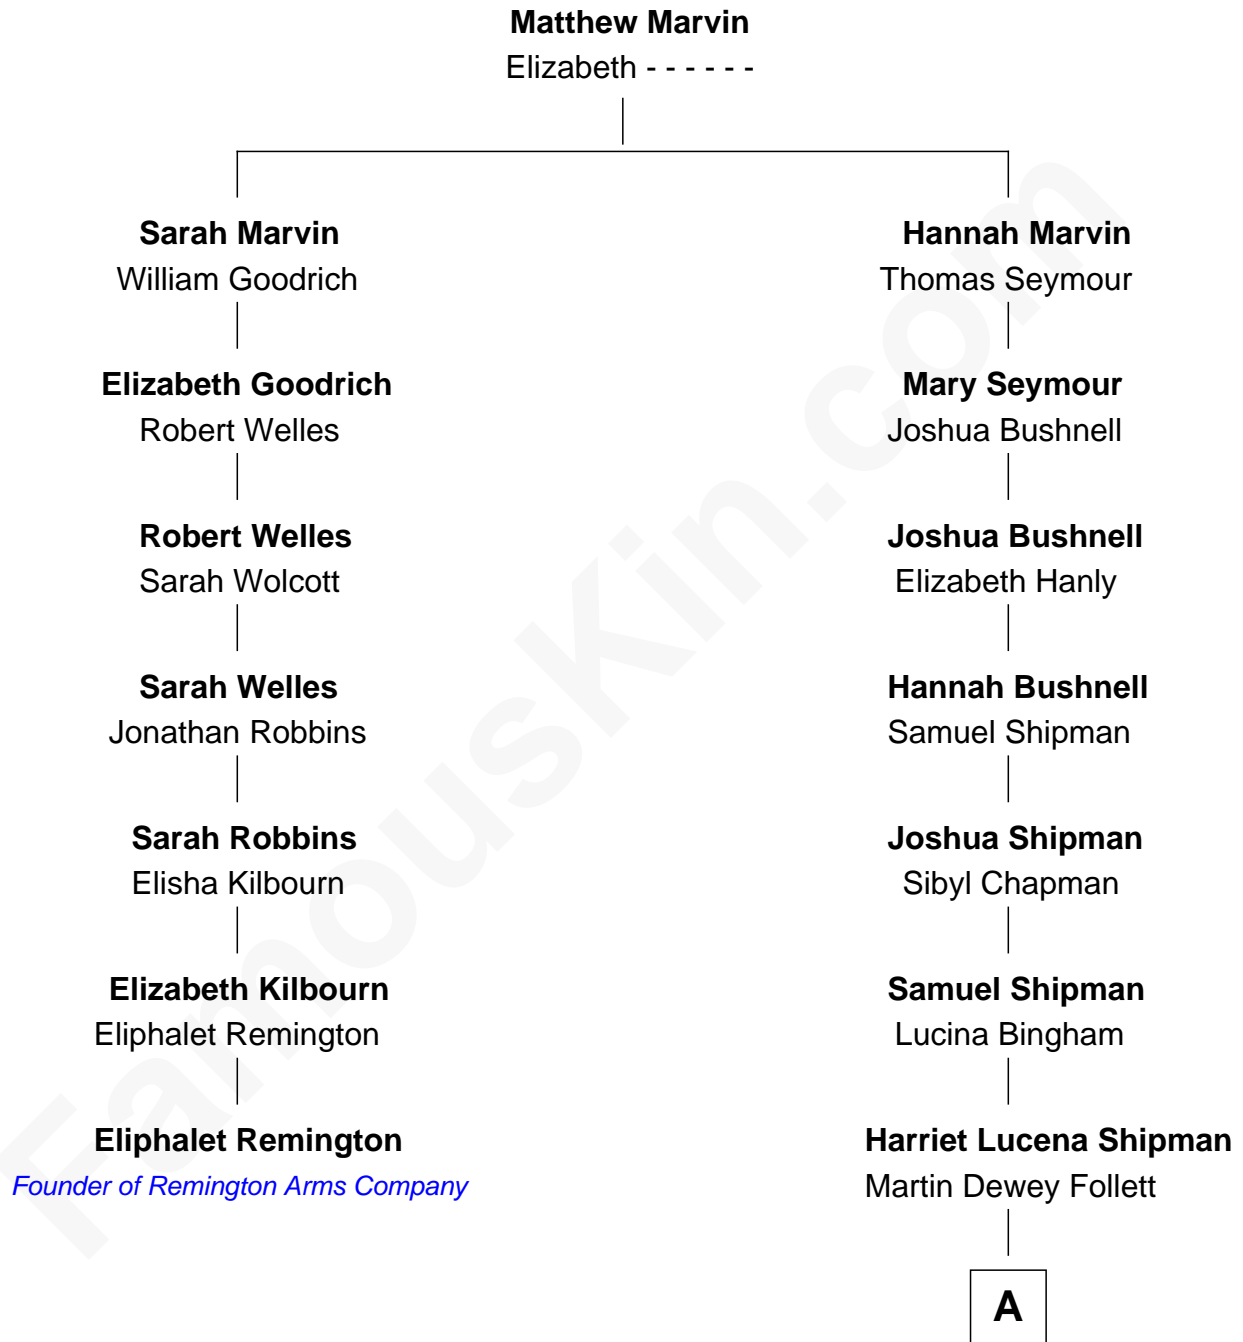 Matthew Marvin
Elizabeth - - - - - -
Sarah Marvin
William Goodrich
Hannah Marvin
Thomas Seymour
Elizabeth Goodrich
Robert Welles
Mary Seymour
Joshua Bushnell
Robert Welles
Sarah Wolcott
Joshua Bushnell
Elizabeth Hanly
Sarah Welles
Jonathan Robbins
Hannah Bushnell
Samuel Shipman
Sarah Robbins
Elisha Kilbourn
Joshua Shipman
Sibyl Chapman
Elizabeth Kilbourn
Eliphalet Remington
Samuel Shipman
Lucina Bingham
Eliphalet Remington
Founder of Remington Arms Company
Harriet Lucena Shipman
Martin Dewey Follett
A
FamousKin.com